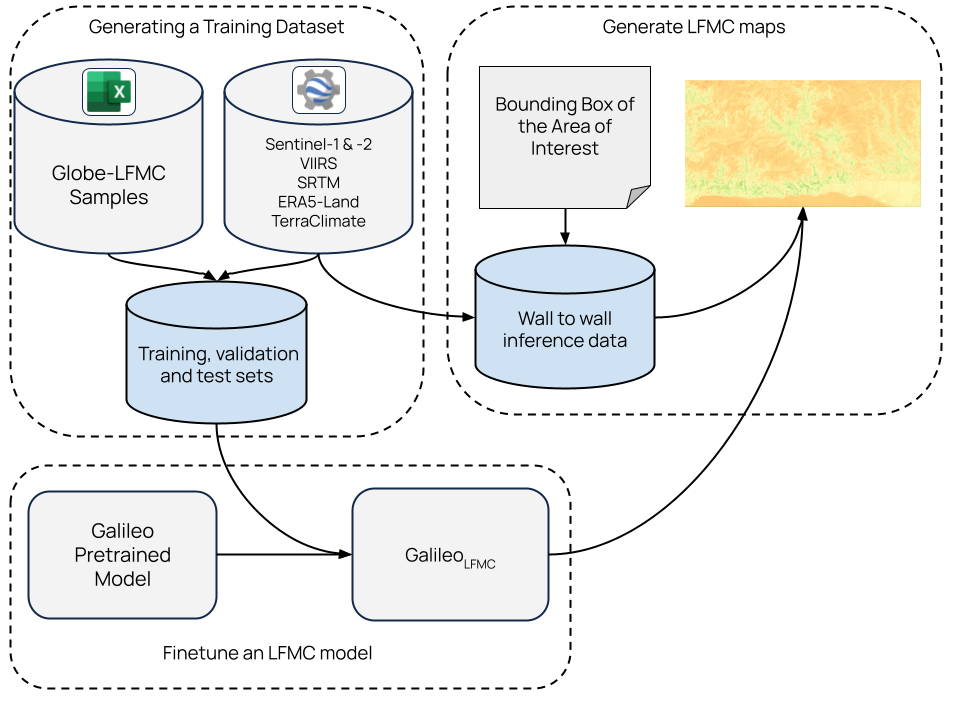 Generating a Training Dataset
Generate LFMC maps
X
Globe-LFMC
Samples
Sentinel-1 & -2
VIIRS
SRTM
ERA5-Land
TerraClimate
Training, validation
and test sets
Bounding Box of
the Area of
Interest
Wall to wall
inference data
Galileo
Pretrained
Model
GalileoLFMC
Finetune an LFMC model